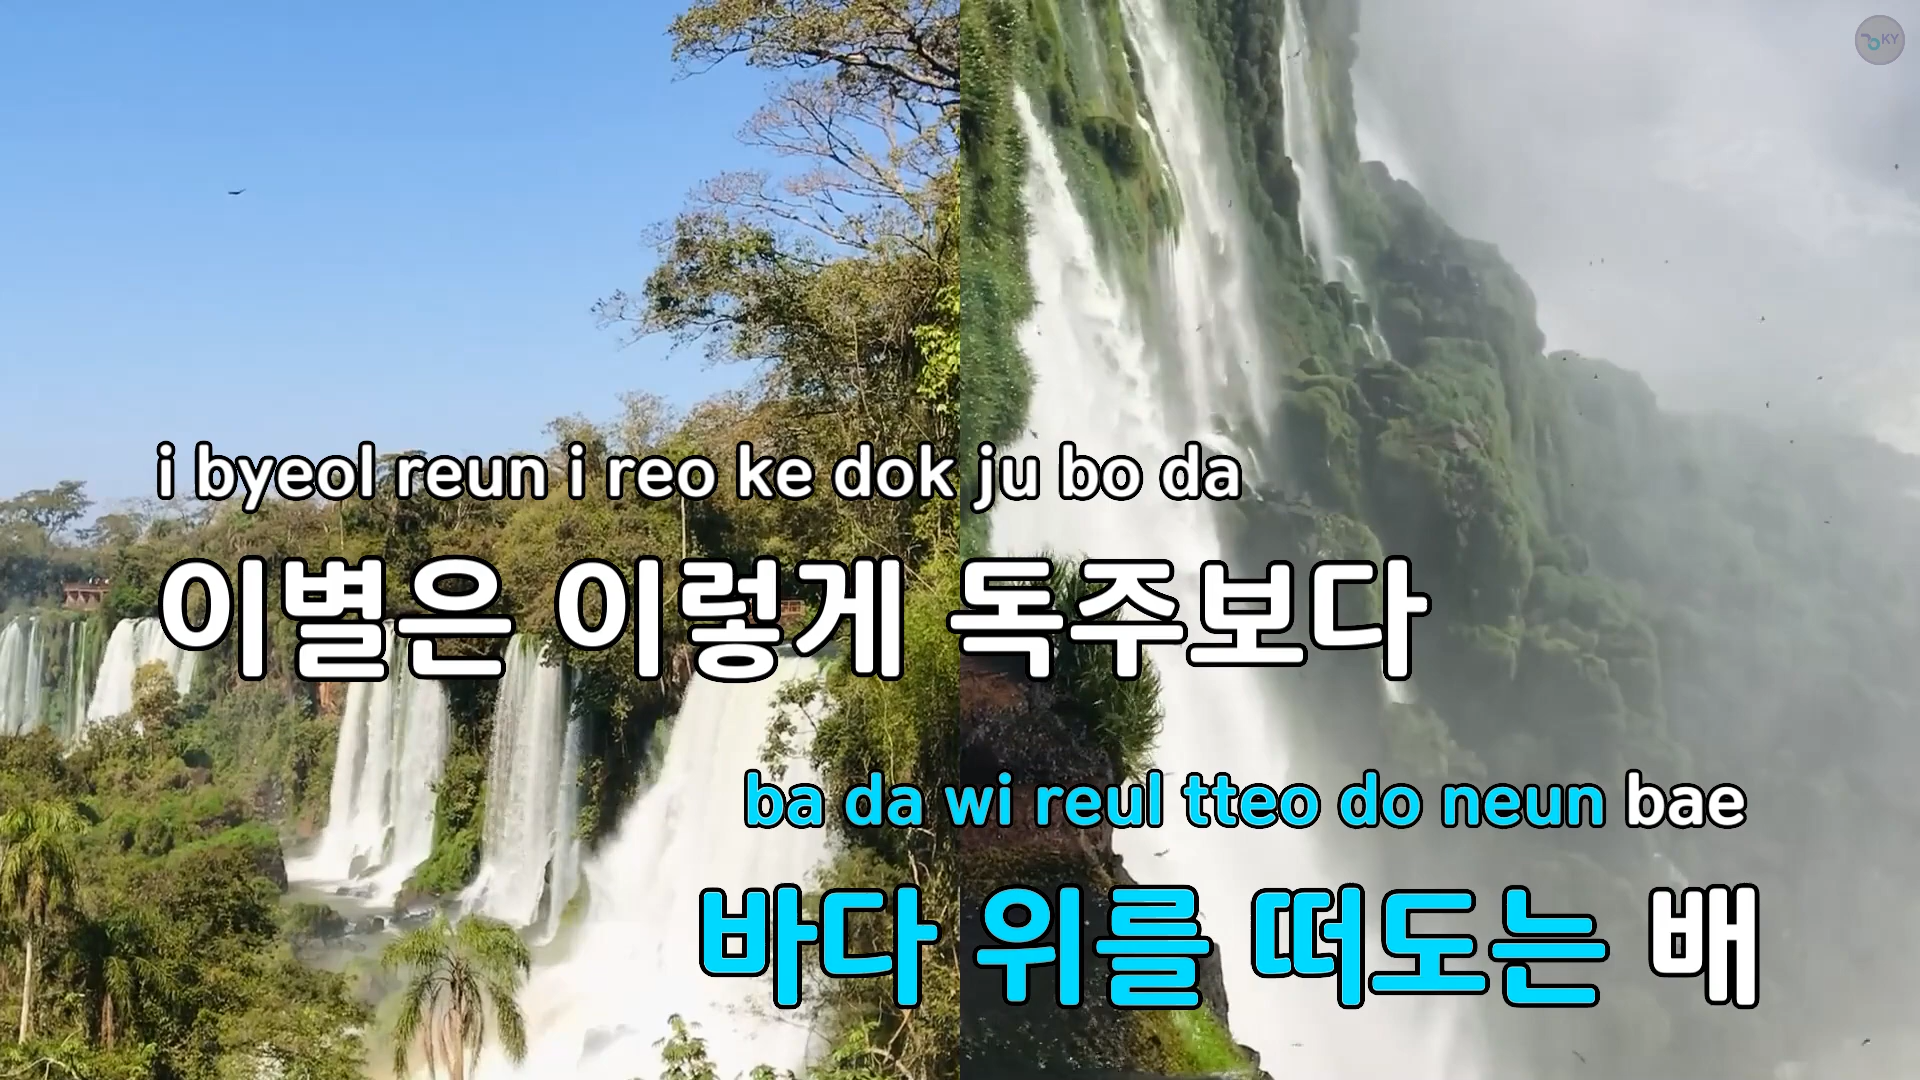 KY
i byeol reun i reo ke dok ju bo da
이별은 이렇게 독주보다
ba da wi reul tteo do neun bae
바다 위를 떠도는 배